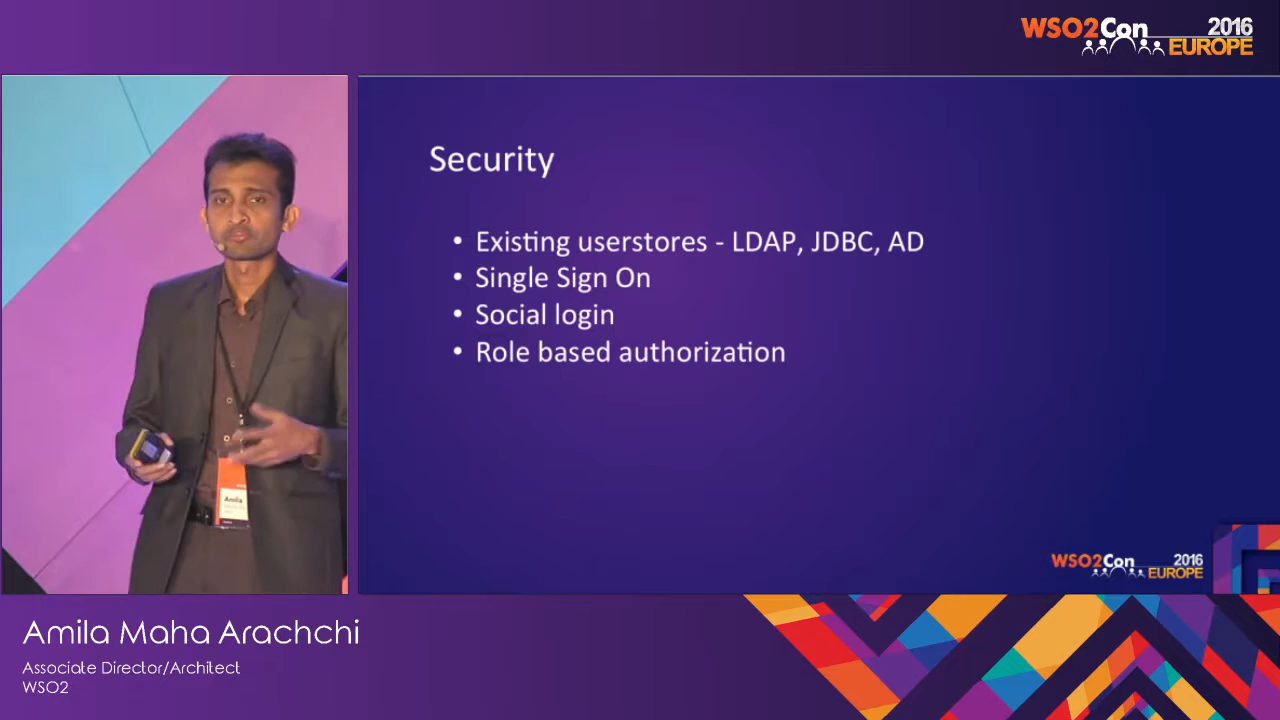 WSO2Con 2016
EUROPE
Security
• Existing userstores - LDAP, JDBC, AD
• Single Sign On
• Social login
• Role based authorization
Amila
WSO2Con 2016
EUROPE
Amila Maha Arachchi
Associate Director/Architect
WSO2